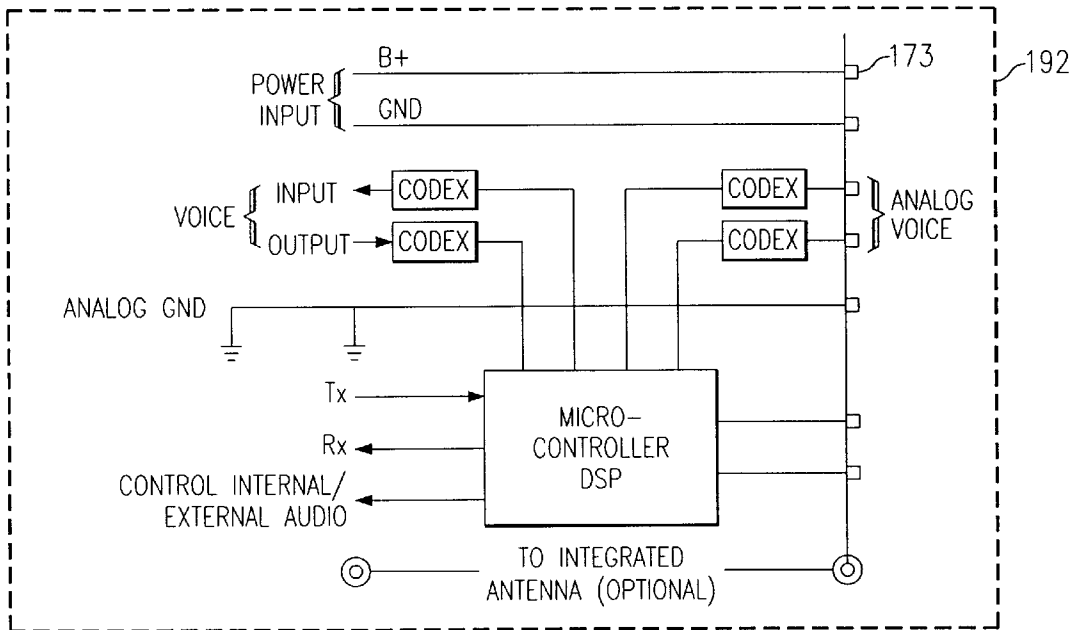 B+
173
192
POWER
INPUT
GND
INPUT
CODEX
CODEX
VOICE
ANALOG
VOICE
OUTPUT
CODEX
CODEX
ANALOG GND
Tx
MICRO-
CONTROLLER
DSP
Rx
CONTROL INTERNAL/
EXTERNAL AUDIO
TO INTEGRATED
ANTENNA (OPTIONAL)